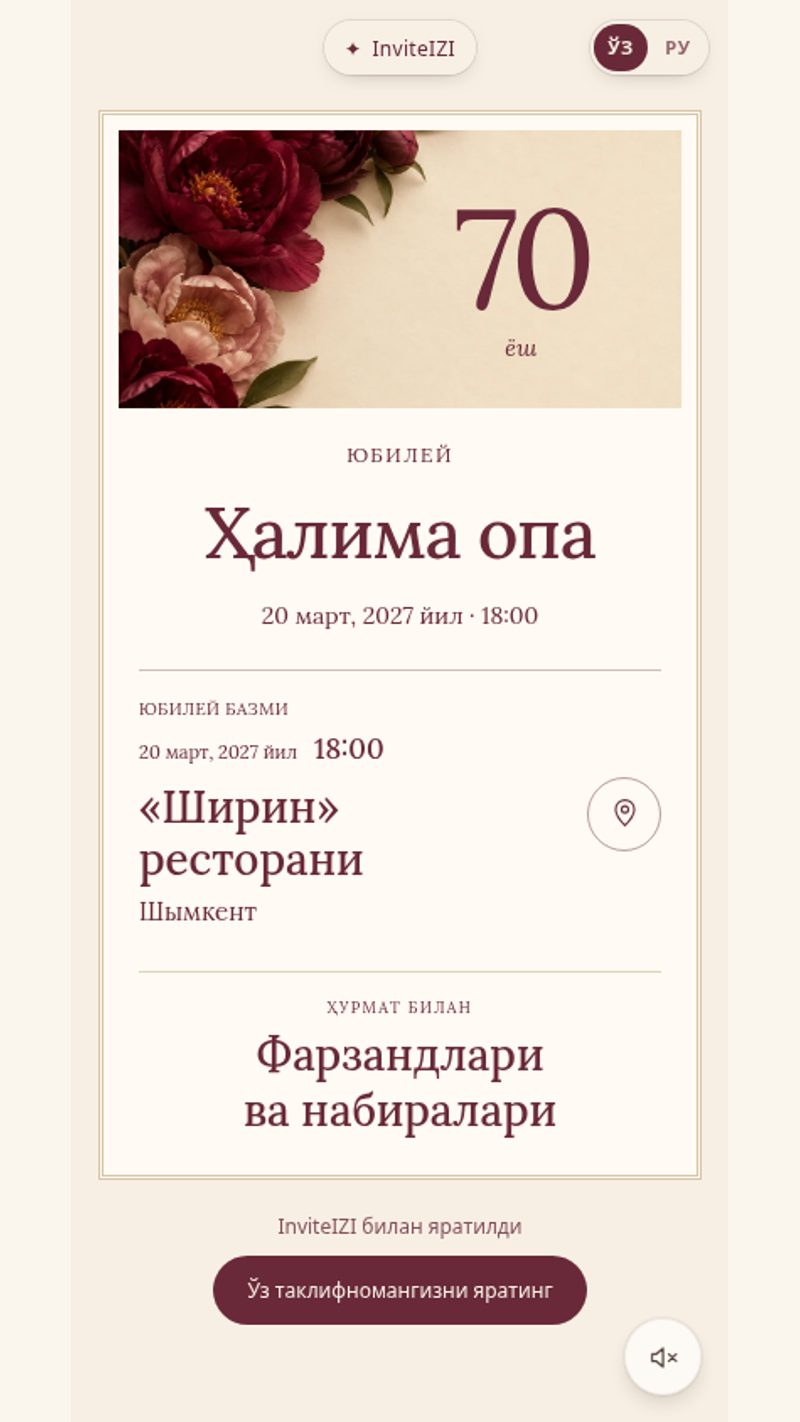 InviteIZI
ЎЗ РУ
70
ёш
ЮБИЛЕЙ
Ҳалима опа
20 март, 2027 йил · 18:00
ЮБИЛЕЙ БАЗМИ
20 март, 2027 йил 18:00
«Ширин»
ресторани
Шымкент
ҲУРМАТ БИЛАН
Фарзандлари
ва набиралари
InviteIZI билан яратилди
Ўз таклифномангизни яратинг